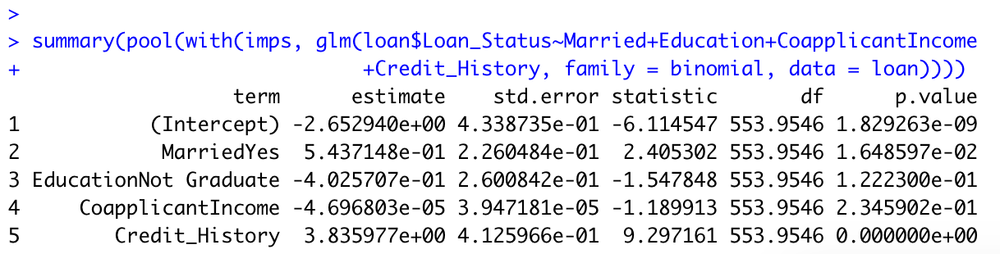 >
> summary(pool(with(imps, glm(loan$Loan_Status~Married+Education+CoapplicantIncome
+ +Credit_History, family = binomial, data = loan))))
term estimate std.error statistic df p.value
1 (Intercept) -2.652940e+00 4.338735e-01 -6.114547 553.9546 1.829263e-09
2 MarriedYes 5.437148e-01 2.260484e-01 2.405302 553.9546 1.648597e-02
3 EducationNot Graduate -4.025707e-01 2.600842e-01 -1.547848 553.9546 1.222300e-01
4 CoapplicantIncome -4.696803e-05 3.947181e-05 -1.189913 553.9546 2.345902e-01
5 Credit_History 3.835977e+00 4.125966e-01 9.297161 553.9546 0.000000e+00